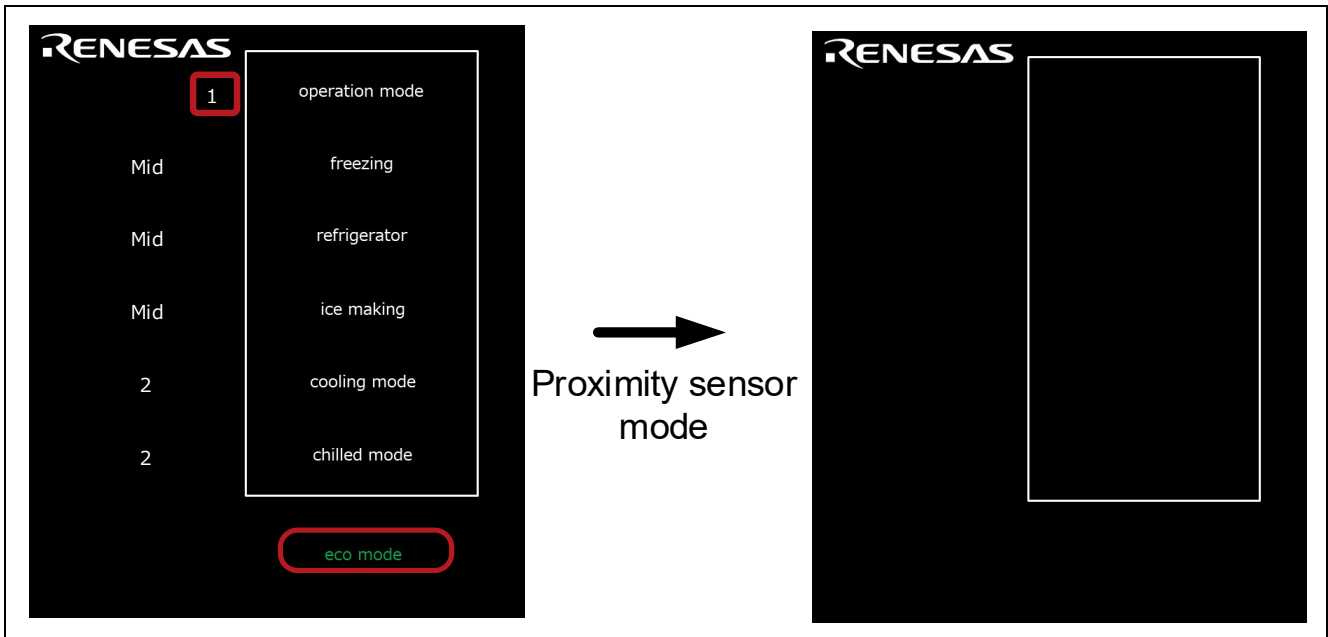 RENESAS
1 operation mode
Mid freezing
Mid refrigerator
Mid ice making
2 cooling mode
2 chilled mode
eco mode
Proximity sensor
mode
RENESAS